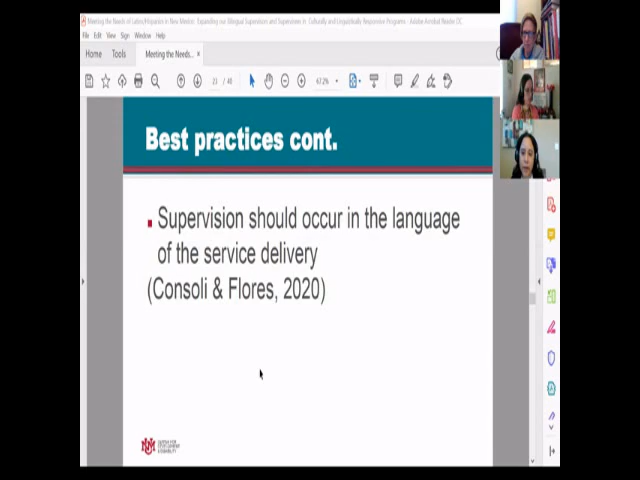 Meeting the Needs of Latinx/Hispanics in New Mexico: Expanding our Bilingual Supervision and Supervisees in Culturally and Linguistically Responsive Programs - Adobe Acrobat Reader DC
File Edit View Sign Window Help
Home Tools Meeting the Needs... ×
23 / 40 67.2%
Best practices cont.
▪ Supervision should occur in the language
of the service delivery
(Consoli & Flores, 2020)